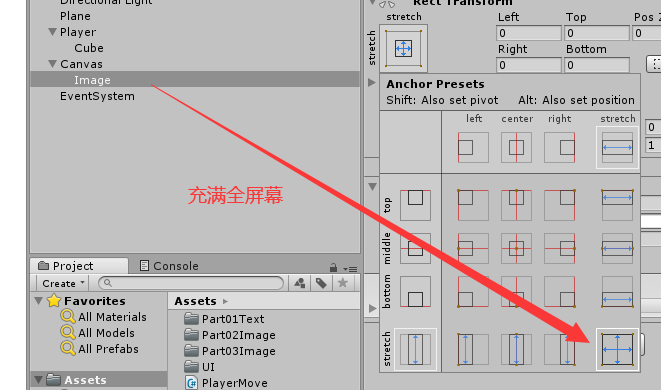 Directional Light
Plane
Player
Cube
Canvas
Image
EventSystem
充满全屏幕
Project
Console
Create
Favorites
All Materials
All Models
All Prefabs
Assets
Assets
Part01Text
Part02Image
Part03Image
UI
PlayerMove
Rect Transform
stretch
stretch
Left Top Pos Z
0 0 0
Right Bottom
0 0
Anchor Presets
Shift: Also set pivot Alt: Also set position
left center right stretch
top
middle
bottom
stretch
0
1